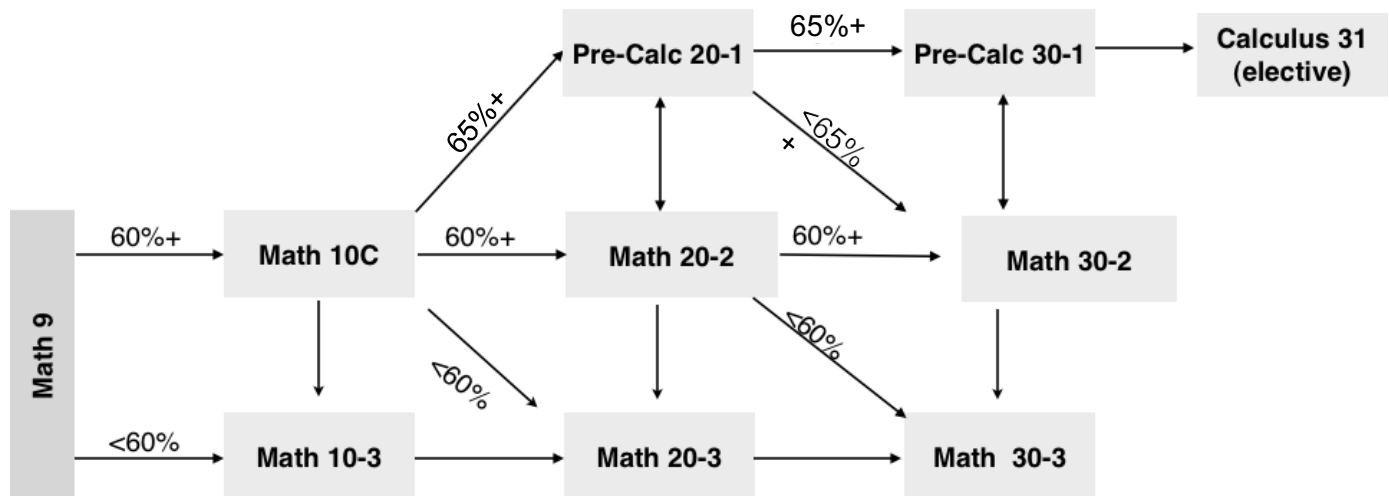 65%+
Pre-Calc 20-1
65%+
Pre-Calc 30-1
Calculus 31
(elective)
<65%
+
Math 9
60%+
Math 10C
60%+
Math 20-2
60%+
Math 30-2
<60%
<60%
<60%
Math 10-3
Math 20-3
Math 30-3